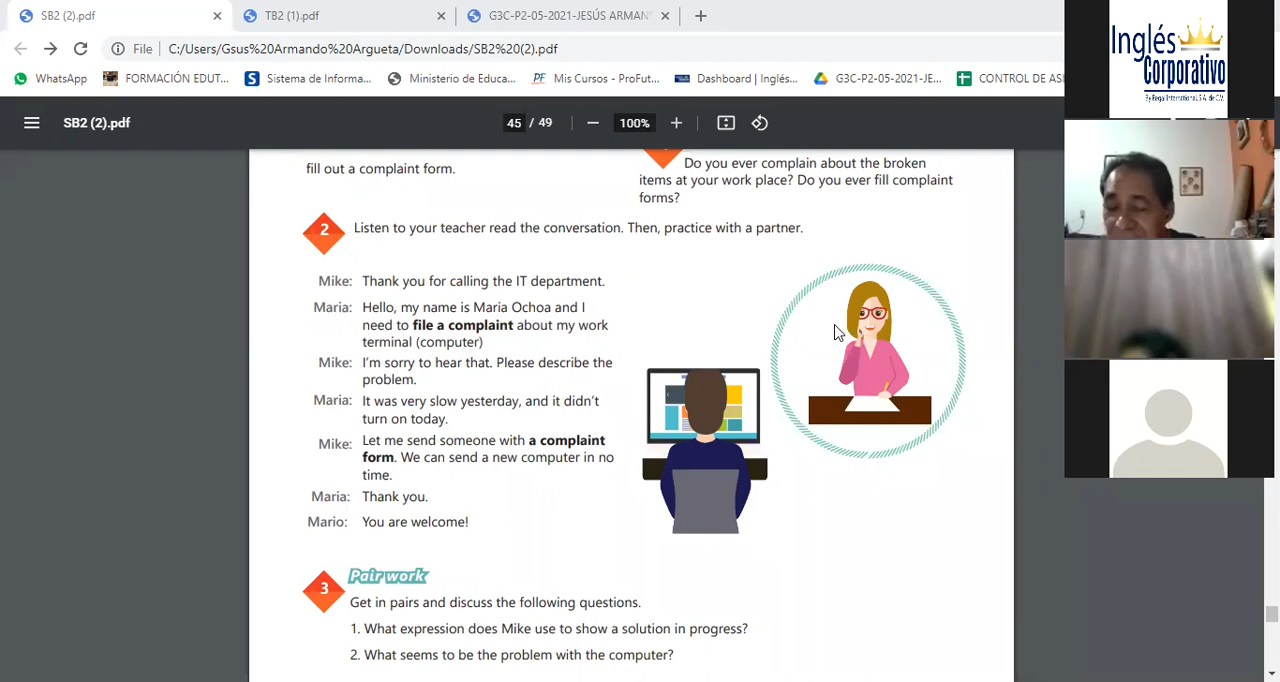 SB2 (2).pdf
TB2 (1).pdf
G3C-P2-05-2021-JESÚS ARMAN
File
C:/Users/Gsus%20Armando%20Argueta/Downloads/SB2%20(2).pdf
WhatsApp
FORMACIÓN EDUT...
Sistema de Informa...
Ministerio de Educa...
Mis Cursos - ProFut...
Dashboard | Inglés...
G3C-P2-05-2021-JE...
CONTROL DE ASI
Inglés
Corporativo
SB2 (2).pdf
45 / 49
100%
fill out a complaint form.
Do you ever complain about the broken
items at your work place? Do you ever fill complaint
forms?
2 Listen to your teacher read the conversation. Then, practice with a partner.
Mike: Thank you for calling the IT department.
Maria: Hello, my name is Maria Ochoa and I
need to file a complaint about my work
terminal (computer)
Mike: I'm sorry to hear that. Please describe the
problem.
Maria: It was very slow yesterday, and it didn't
turn on today.
Mike: Let me send someone with a complaint
form. We can send a new computer in no
time.
Maria: Thank you.
Mario: You are welcome!
3 Pair work
Get in pairs and discuss the following questions.
1. What expression does Mike use to show a solution in progress?
2. What seems to be the problem with the computer?